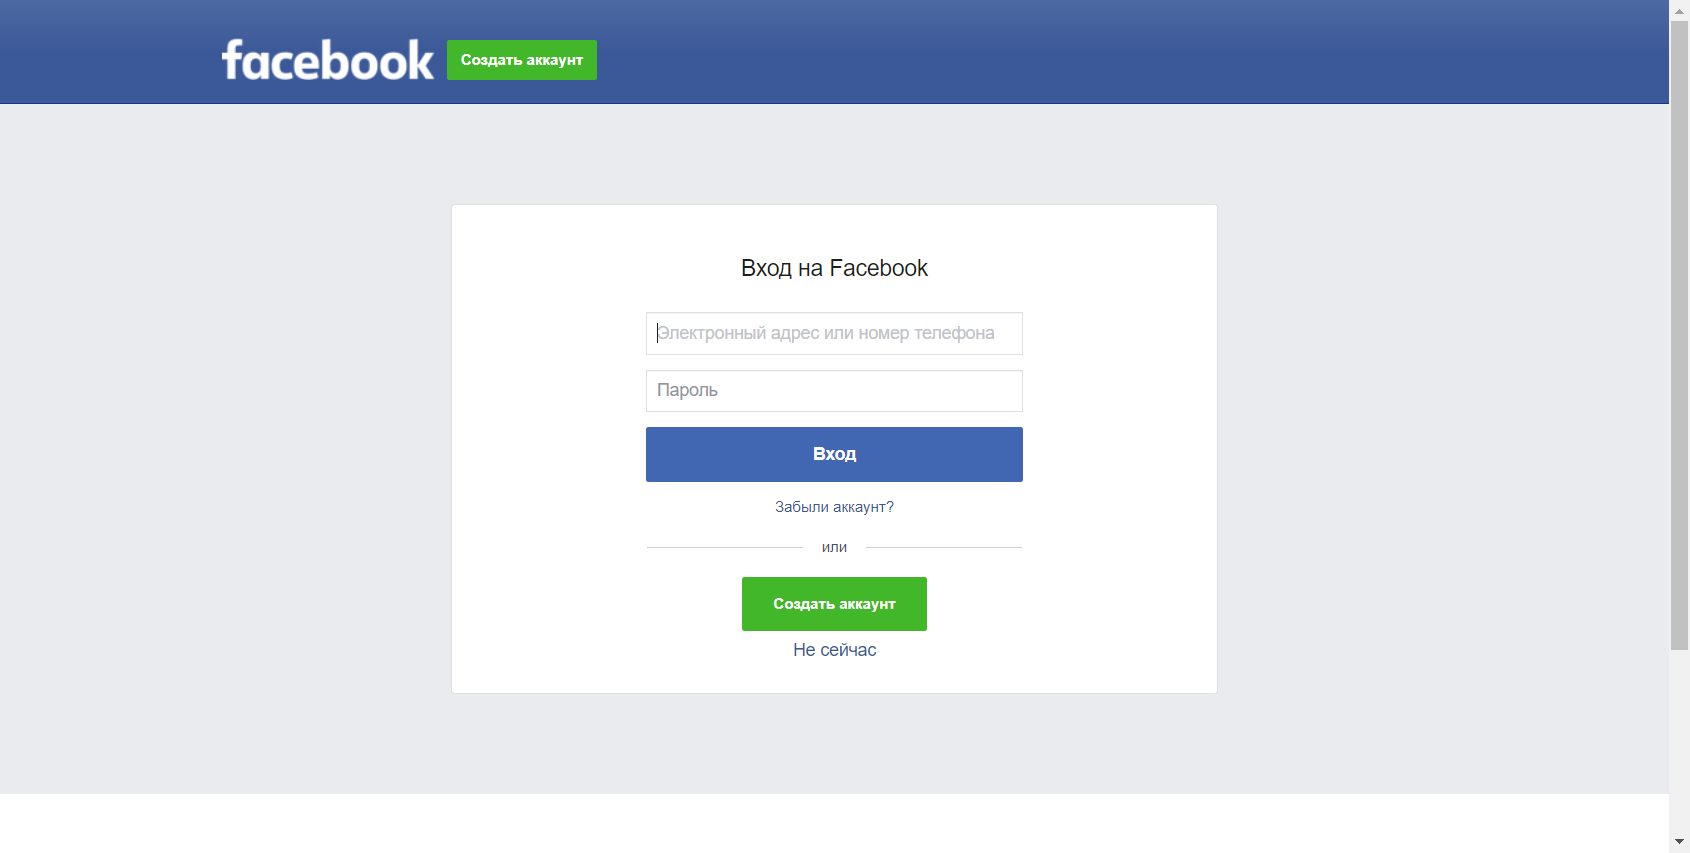 facebook
Создать аккаунт
Вход на Facebook
Электронный адрес или номер телефона
Пароль
Вход
Забыли аккаунт?
или
Создать аккаунт
Не сейчас